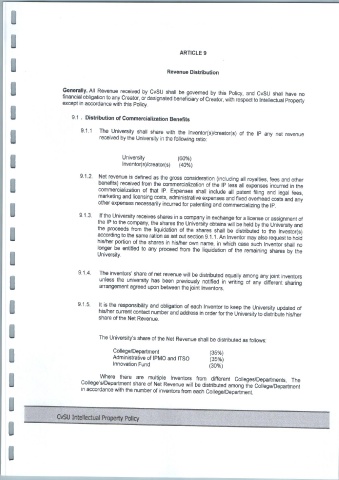 ARTICLE 9
Revenue Distribution
Generally. All Revenue received by CvSU shall be governed by this Policy, and CvSU shall have no
financial obligation to any Creator, or designated beneficiary of Creator, with respect to Intellectual Property
except in accordance with this Policy
9.1 . Distribution of Commercialization Benefits
9.1.1 The University shall share with the inventor(s)/creator(s) of the IP any net revenue
received by the University in the following ratio:
University (60%)
Inventor(s)/creator(s) (40%)
9.1.2. Net revenue is defined as the gross consideration (including all royalties, fees and other
benefits) received from the commercialization of the IP less all expenses incurred in the
commercialization of that IP. Expenses shall include all patent filing and legal fees,
marketing and licensing costs, administrative expenses and fixed overhead costs and any
other expenses necessarily incurred for patenting and commercializing the IP.
9.1.3. If the University receives shares in a company in exchange for a license or assignment of
the IP to the company, the shares the University obtains will be held by the University and
the proceeds from the liquidation of the shares shall be distributed to the Inventor(s)
according to the same ration as set out section 9.1.1. An Inventor may also request to hold
his/her portion of the shares in his/her own name, in which case such Inventor shall no
longer be entitled to any proceed from the liquidation of the remaining shares by the
University.
9.1.4. The inventors' share of net revenue will be distributed equally among any joint inventors
unless the university has been previously notified in writing of any different sharing
arrangement agreed upon between the joint inventors.
9.1.5. It is the responsibility and obligation of each Inventor to keep the University updated of
his/her current contact number and address in order for the University to distribute his/her
share of the Net Revenue.
The University's share of the Net Revenue shall be distributed as follows:
College/Department (35%)
Administrative of IPMO and ITSO (35%)
Innovation Fund (30%)
Where there are multiple Inventors from different Colleges/Departments; The
College's/Department share of Net Revenue will be distributed among the College/Department
in accordance with the number of inventors from each College/Department.
CvSU Intellectual Property Policy